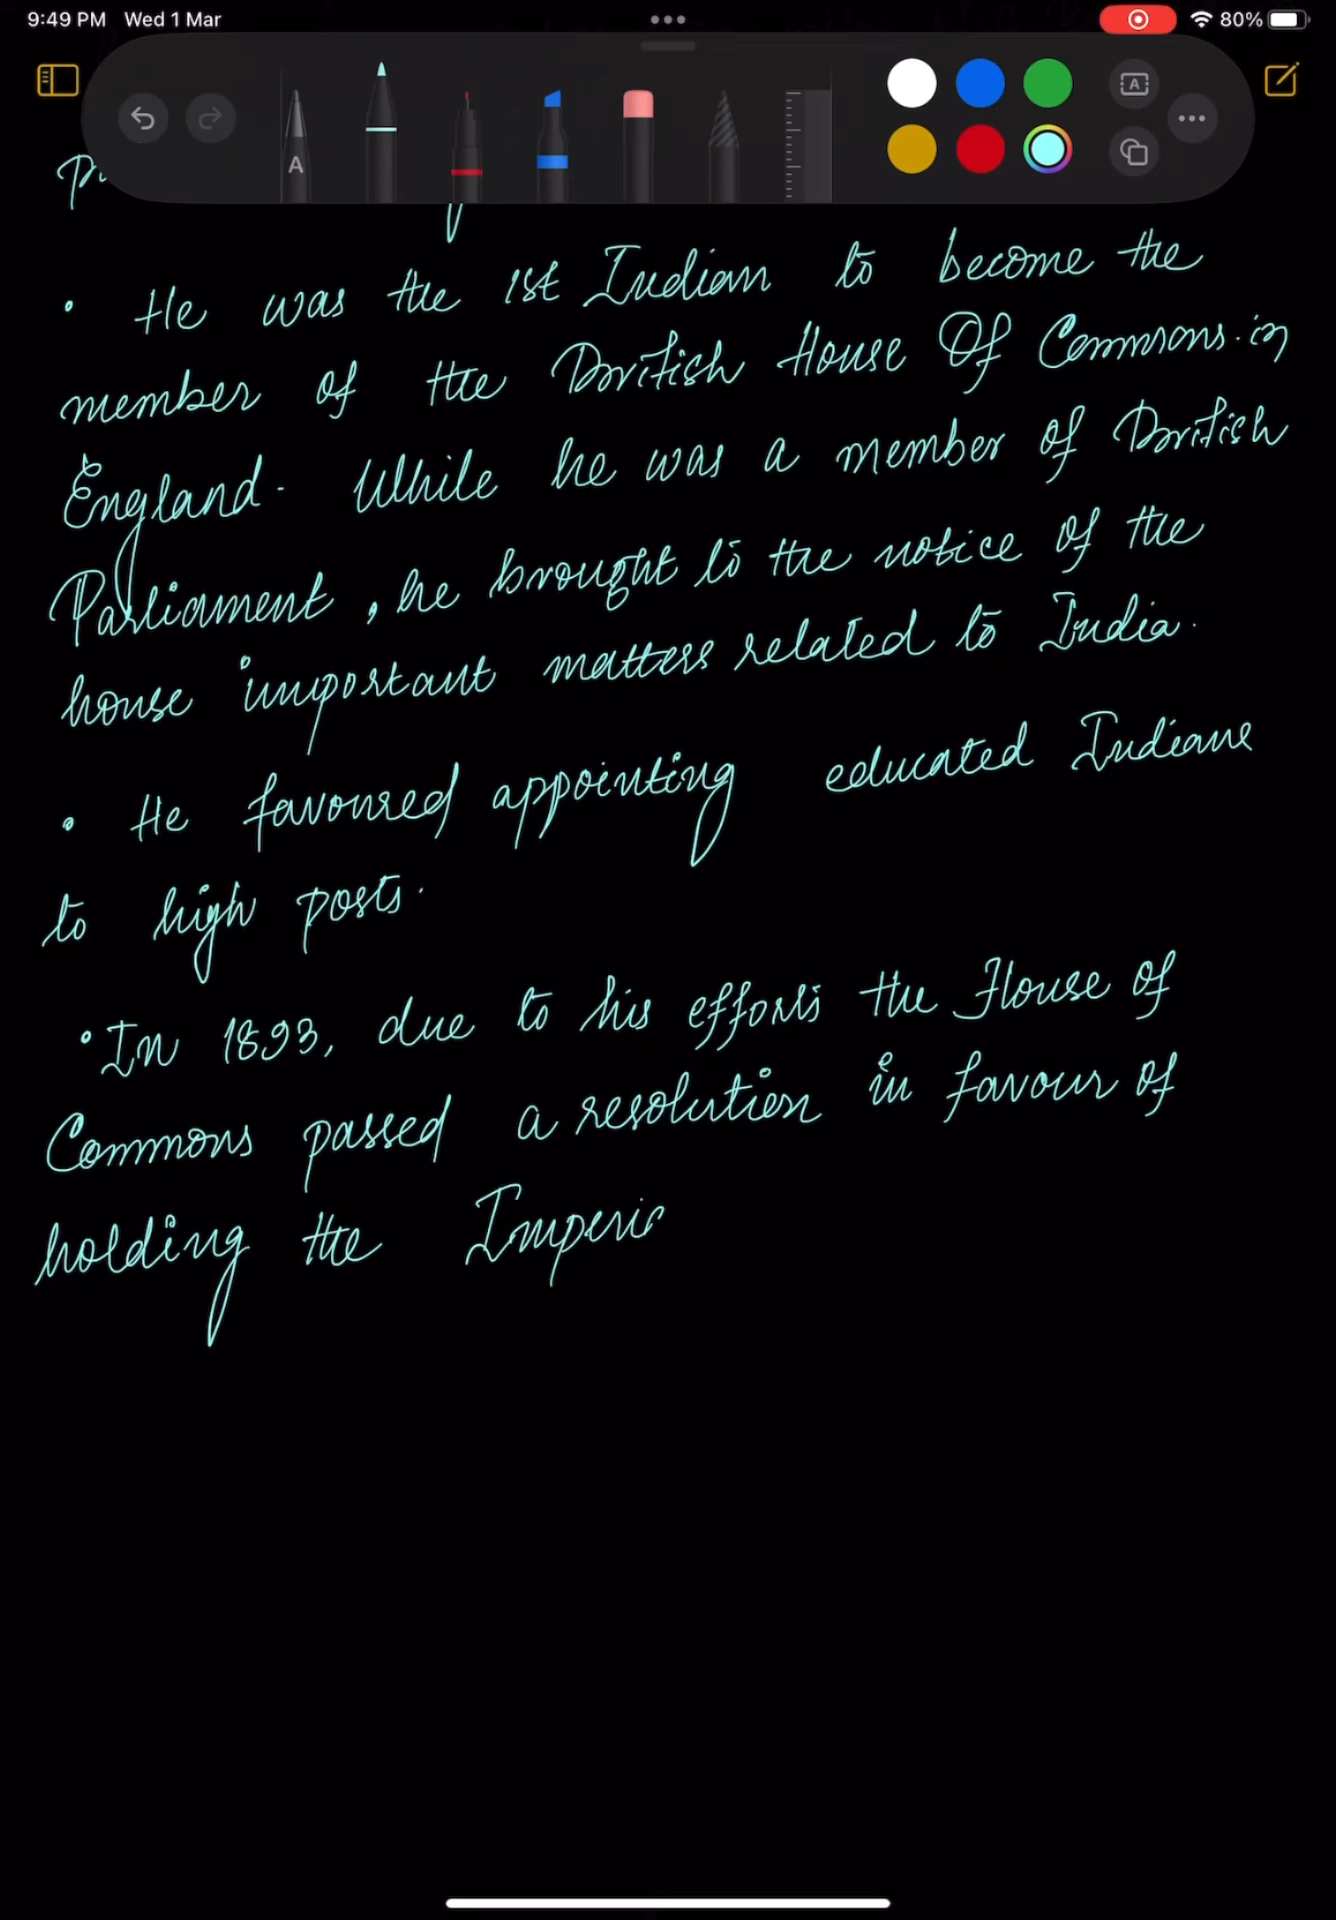 9:49 PM Wed 1 Mar
80%
A
A
• He was the 1st Indian to become the
member of the British House Of Commons. in
England. While he was a member of British
Parliament, he brought to the notice of the
house important matters related to India.
• He favoured appointing educated Indians
to high posts.
• In 1893, due to his efforts the House of
Commons passed a resolution in favour of
holding the Imperic